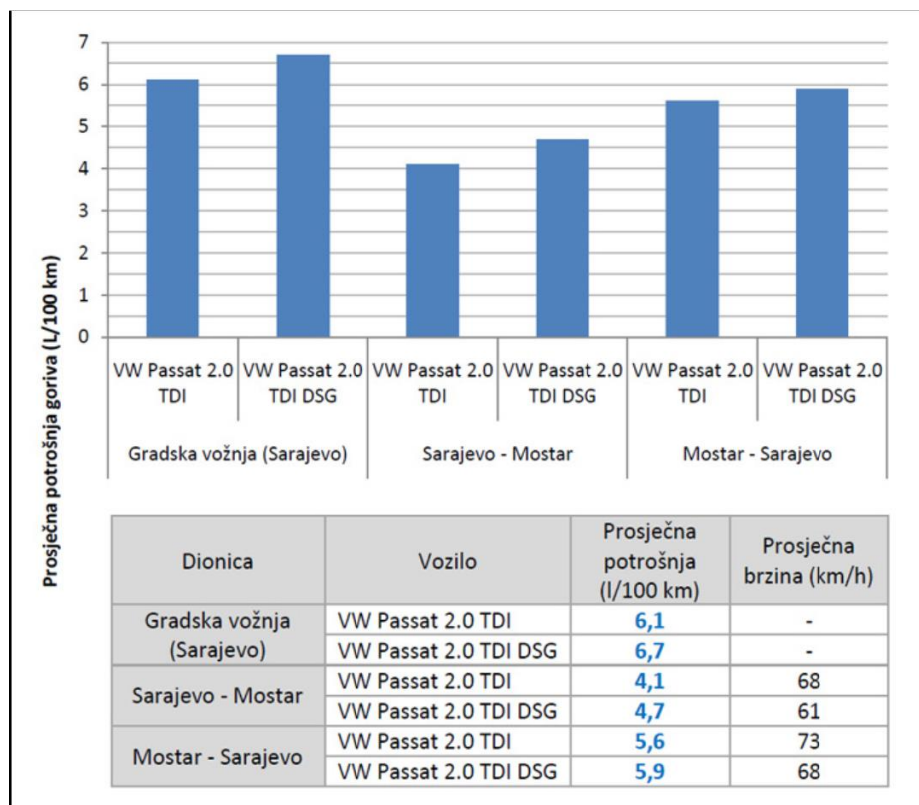 Prosječna potrošnja goriva (L/100 km)
7
6
5
4
3
2
1
0
VW Passat 2.0 TDI
VW Passat 2.0 TDI DSG
VW Passat 2.0 TDI
VW Passat 2.0 TDI DSG
VW Passat 2.0 TDI
VW Passat 2.0 TDI DSG
Gradska vožnja (Sarajevo)
Sarajevo - Mostar
Mostar - Sarajevo
Dionica
Vozilo
Prosječna
potrošnja
(l/100 km)
Prosječna
brzina (km/h)
Gradska vožnja
(Sarajevo)
VW Passat 2.0 TDI 6,1 -
VW Passat 2.0 TDI DSG 6,7 -
Sarajevo - Mostar
VW Passat 2.0 TDI 4,1 68
VW Passat 2.0 TDI DSG 4,7 61
Mostar - Sarajevo
VW Passat 2.0 TDI 5,6 73
VW Passat 2.0 TDI DSG 5,9 68